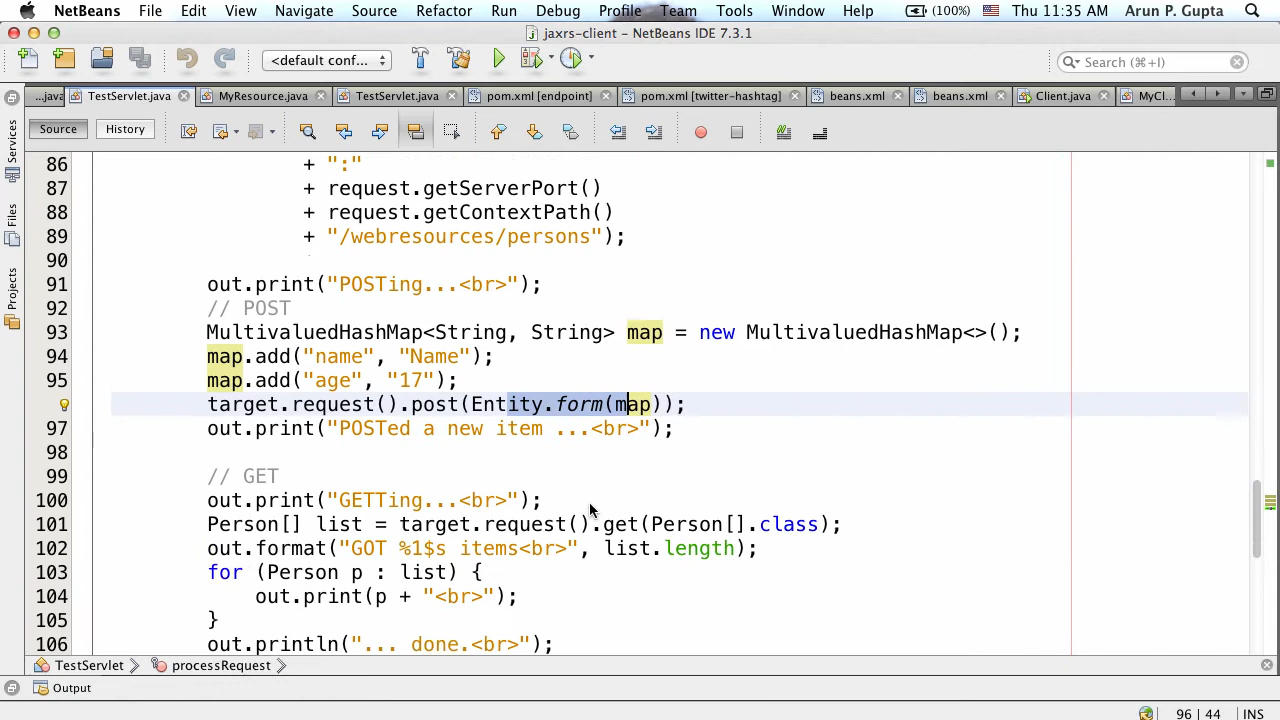 NetBeans File Edit View Navigate Source Refactor Run Debug Profile Team Tools Window Help (100%) Thu 11:35 AM Arun P. Gupta
jaxrs-client – NetBeans IDE 7.3.1
<default conf... Search (⌘+I)
...java TestServlet.java MyResource.java TestServlet.java pom.xml [endpoint] pom.xml [twitter-hashtag] beans.xml beans.xml Client.java MyCl...
Source History
Services
Files
Projects
86 + ":"
87 + request.getServerPort()
88 + request.getContextPath()
89 + "/webresources/persons");
90
91 out.print("POSTing...<br>");
92 // POST
93 MultivaluedHashMap<String, String> map = new MultivaluedHashMap<>();
94 map.add("name", "Name");
95 map.add("age", "17");
target.request().post(Entity.form(map));
97 out.print("POSTed a new item ...<br>");
98
99 // GET
100 out.print("GETTing...<br>");
101 Person[] list = target.request().get(Person[].class);
102 out.format("GOT %1$s items<br>", list.length);
103 for (Person p : list) {
104 out.print(p + "<br>");
105 }
106 out.println("... done.<br>");
TestServlet processRequest
Output
96 | 44 INS